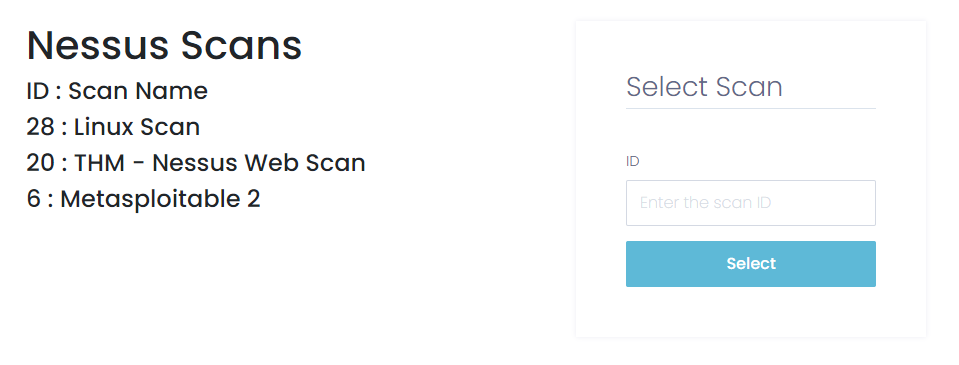 Nessus Scans
ID : Scan Name
28 : Linux Scan
20 : THM - Nessus Web Scan
6 : Metasploitable 2
Select Scan
ID
Enter the scan ID
Select